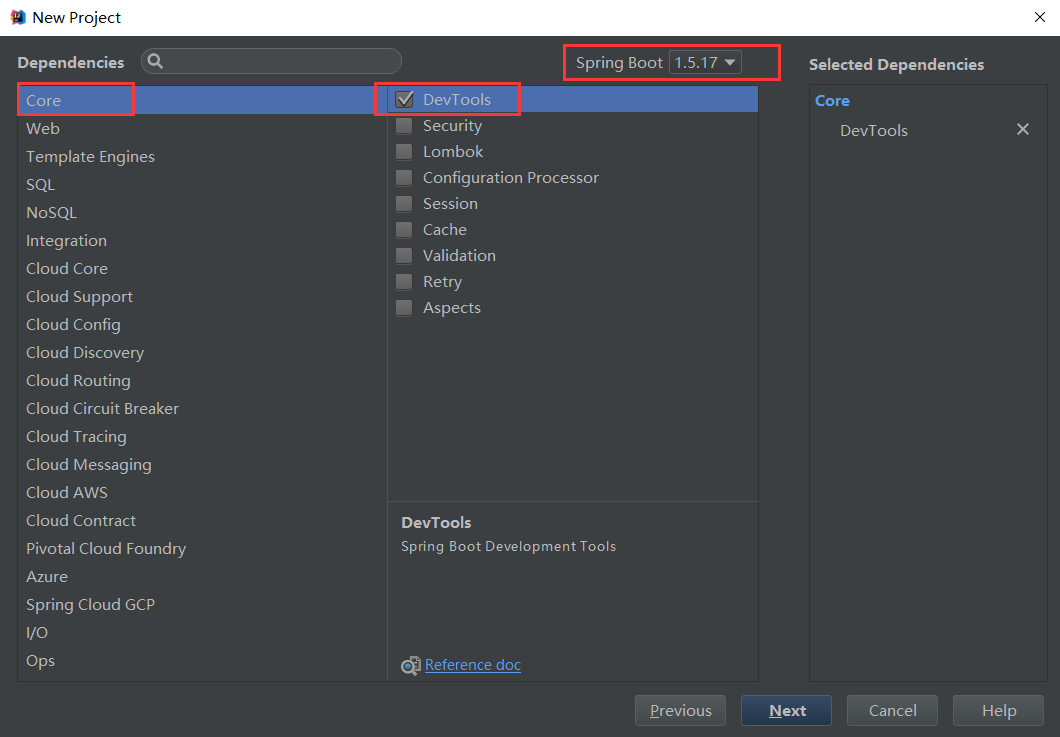 New Project
Dependencies
Spring Boot 1.5.17
Selected Dependencies
Core
Web
Template Engines
SQL
NoSQL
Integration
Cloud Core
Cloud Support
Cloud Config
Cloud Discovery
Cloud Routing
Cloud Circuit Breaker
Cloud Tracing
Cloud Messaging
Cloud AWS
Cloud Contract
Pivotal Cloud Foundry
Azure
Spring Cloud GCP
I/O
Ops
DevTools
Security
Lombok
Configuration Processor
Session
Cache
Validation
Retry
Aspects
DevTools
Spring Boot Development Tools
Reference doc
Core
DevTools
Previous
Next
Cancel
Help